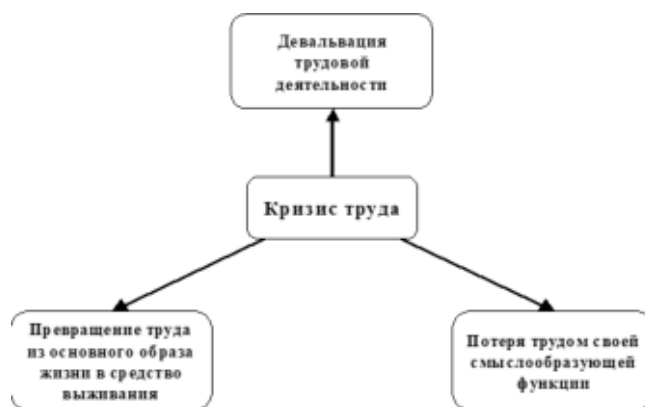 Девальвация
трудовой
деятельности
Кризис труда
Превращение труда
из основного образа
жизни в средство
выживания
Потеря трудом своей
смыслообразующей
функции